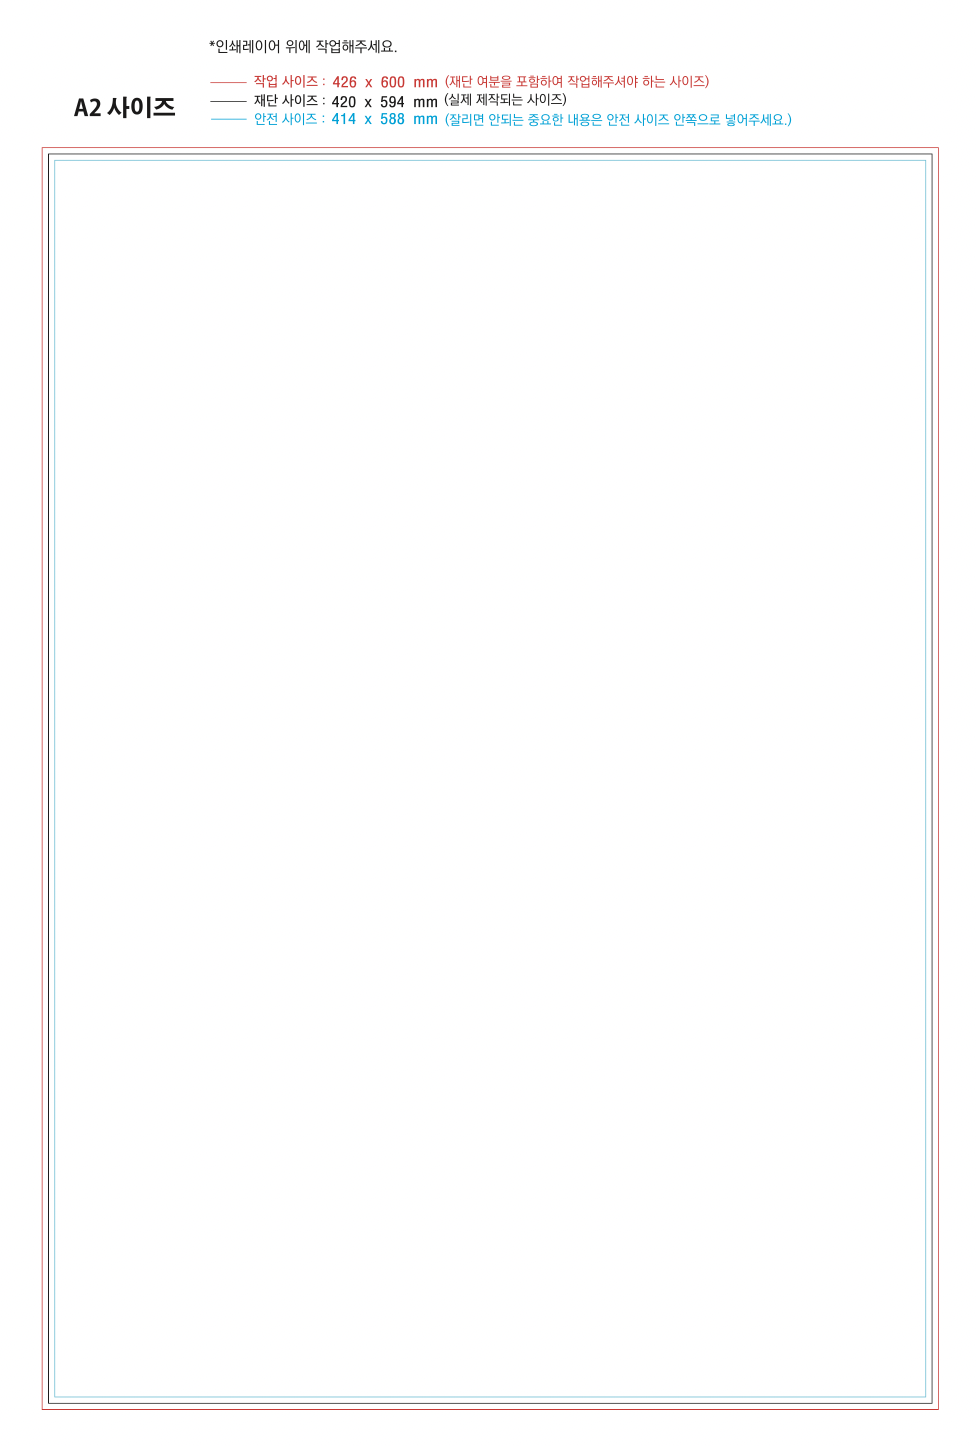 *인쇄레이어 위에 작업해주세요.
A2 사이즈
작업 사이즈 : 426 x 600 mm (재단 여분을 포함하여 작업해주셔야 하는 사이즈)
재단 사이즈 : 420 x 594 mm (실제 제작되는 사이즈)
안전 사이즈 : 414 x 588 mm (잘리면 안되는 중요한 내용은 안전 사이즈 안쪽으로 넣어주세요.)